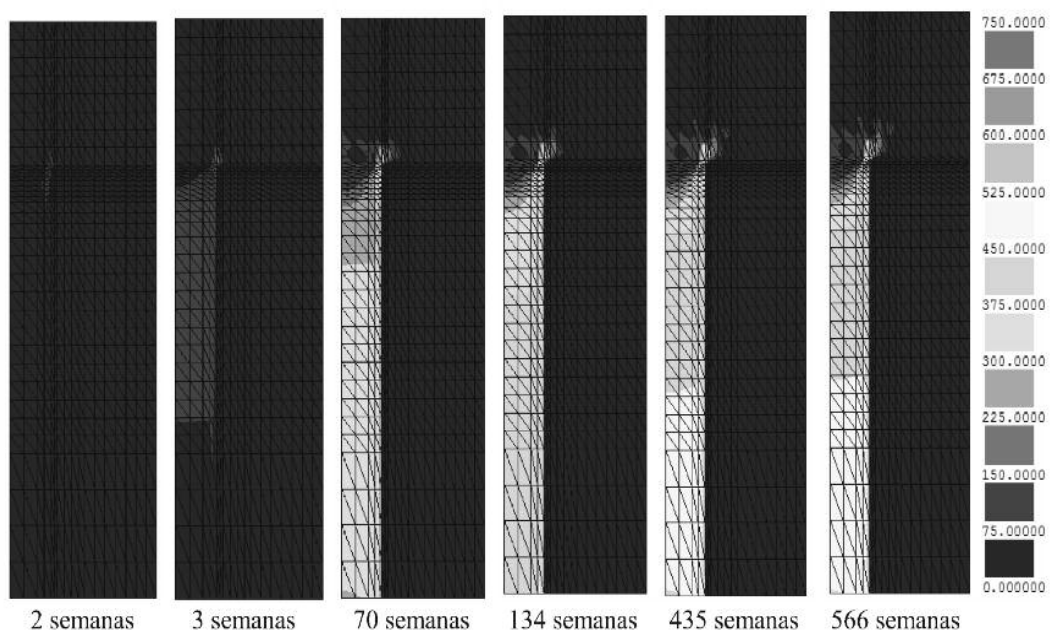 750.0000
675.0000
600.0000
525.0000
450.0000
375.0000
300.0000
225.0000
150.0000
75.00000
0.000000
2 semanas
3 semanas
70 semanas
134 semanas
435 semanas
566 semanas